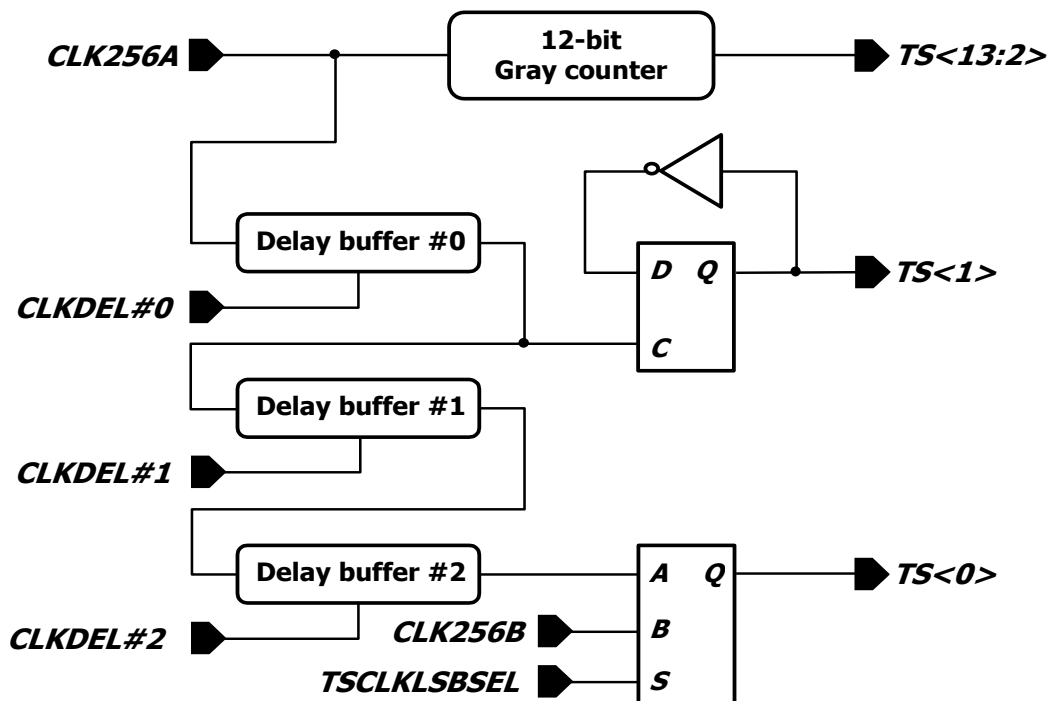 CLK256A
12-bit
Gray counter
TS<13:2>
Delay buffer #0
CLKDEL#0
D Q
TS<1>
C
Delay buffer #1
CLKDEL#1
Delay buffer #2
A Q
TS<0>
CLKDEL#2
CLK256B
B
TSCLKLSBSEL
S